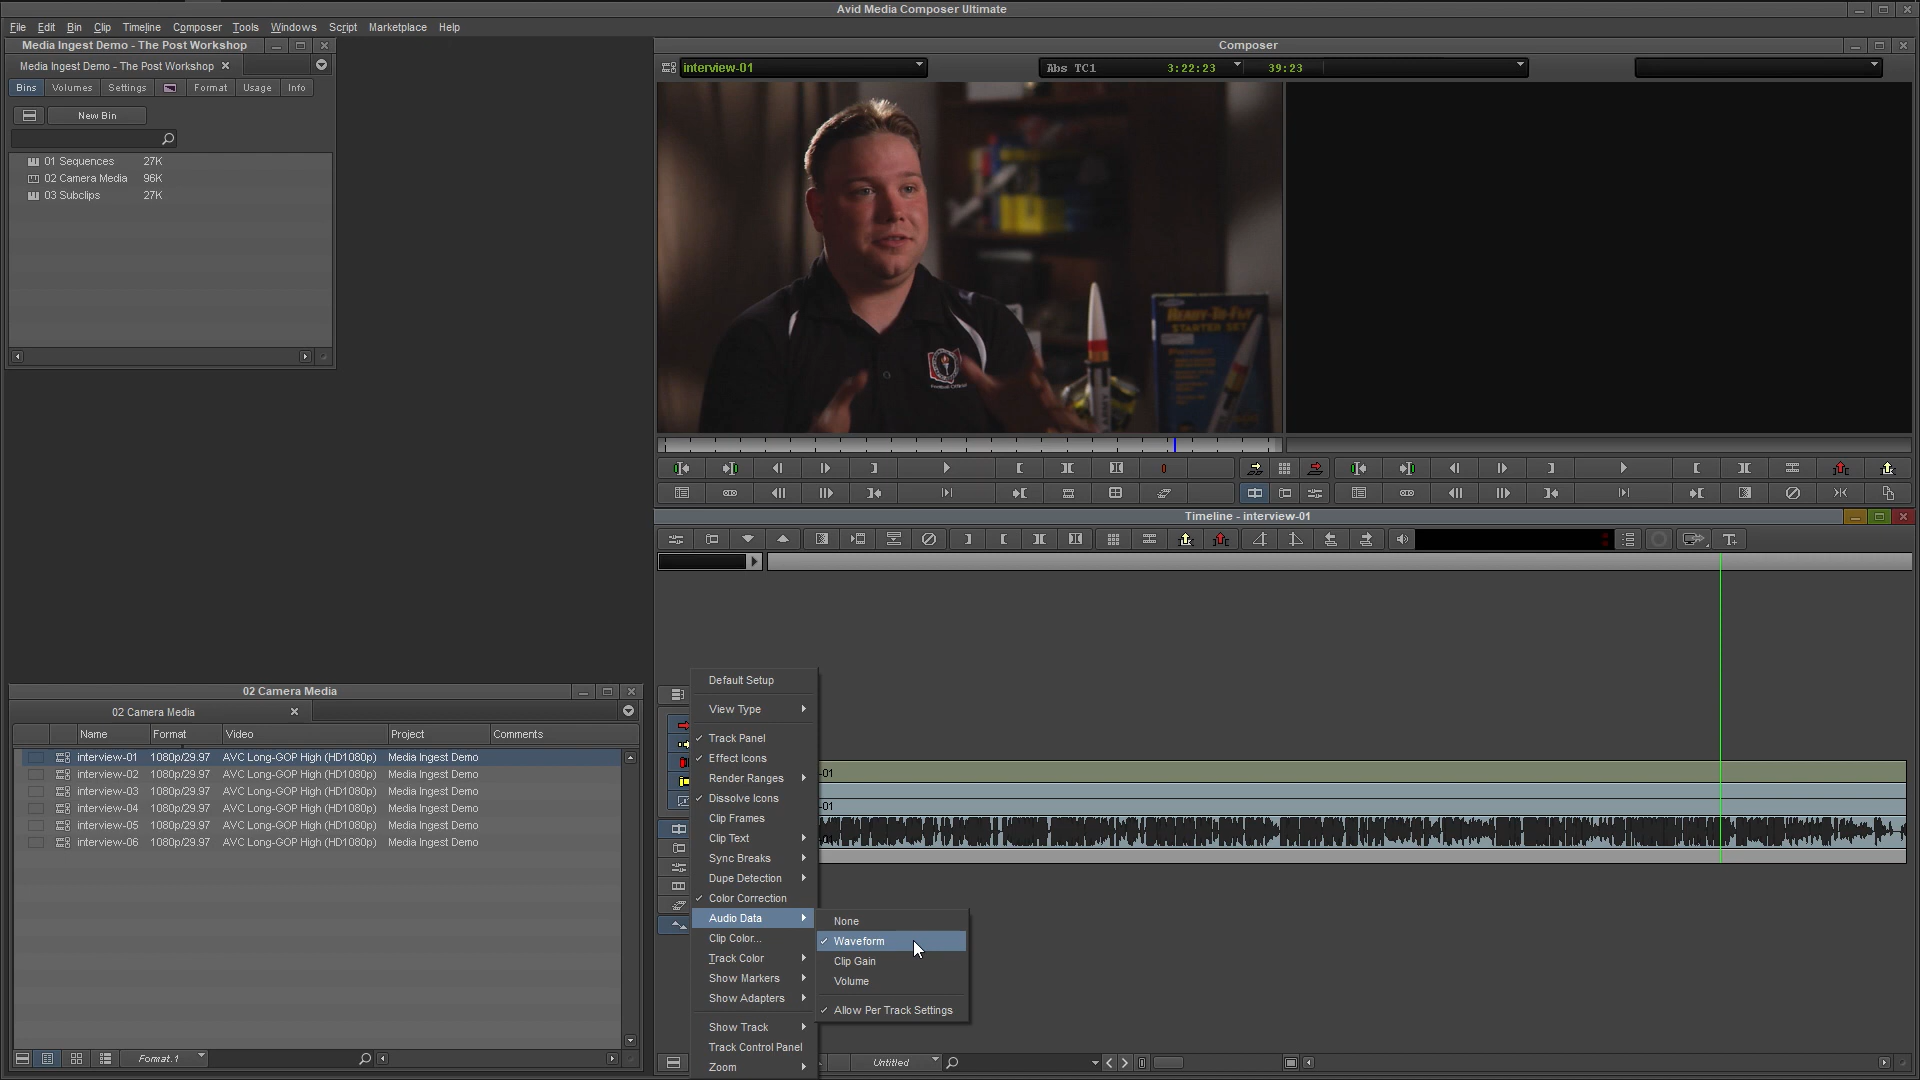 Avid Media Composer Ultimate
File Edit Bin Clip Timeline Composer Tools Windows Script Marketplace Help
Media Ingest Demo - The Post Workshop
Media Ingest Demo - The Post Workshop
Bins Volumes Settings Format Usage Info
New Bin
01 Sequences 27K
02 Camera Media 96K
03 Subclips 27K
Composer
interview-01 Abs TC1 3:22:23 39:23
READY-TO-FLY
STARTER SET
Timeline - interview-01
02 Camera Media
02 Camera Media
Name Format Video Project Comments
interview-01 1080p/29.97 AVC Long-GOP High (HD1080p) Media Ingest Demo
interview-02 1080p/29.97 AVC Long-GOP High (HD1080p) Media Ingest Demo
interview-03 1080p/29.97 AVC Long-GOP High (HD1080p) Media Ingest Demo
interview-04 1080p/29.97 AVC Long-GOP High (HD1080p) Media Ingest Demo
interview-05 1080p/29.97 AVC Long-GOP High (HD1080p) Media Ingest Demo
interview-06 1080p/29.97 AVC Long-GOP High (HD1080p) Media Ingest Demo
Format.1
Default Setup
View Type
Track Panel
Effect Icons
Render Ranges
Dissolve Icons
Clip Frames
Clip Text
Sync Breaks
Dupe Detection
Color Correction
Audio Data
Clip Color...
Track Color
Show Markers
Show Adapters
Show Track
Track Control Panel
Zoom
None
Waveform
Clip Gain
Volume
Allow Per Track Settings
-01
-01
Untitled